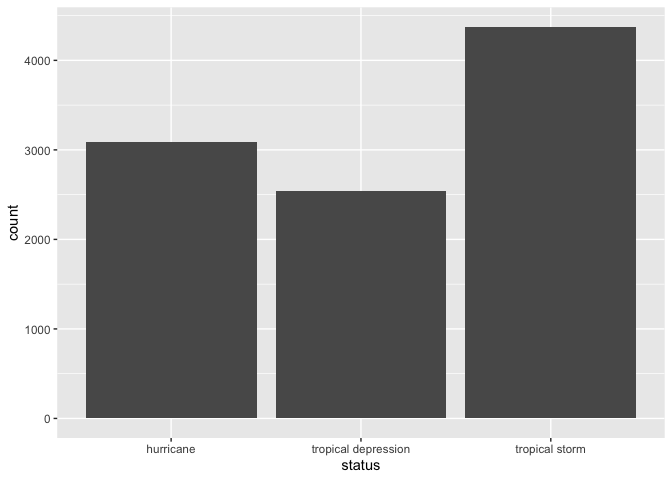 4000
3000
2000
1000
0
count
hurricane
tropical depression
tropical storm
status